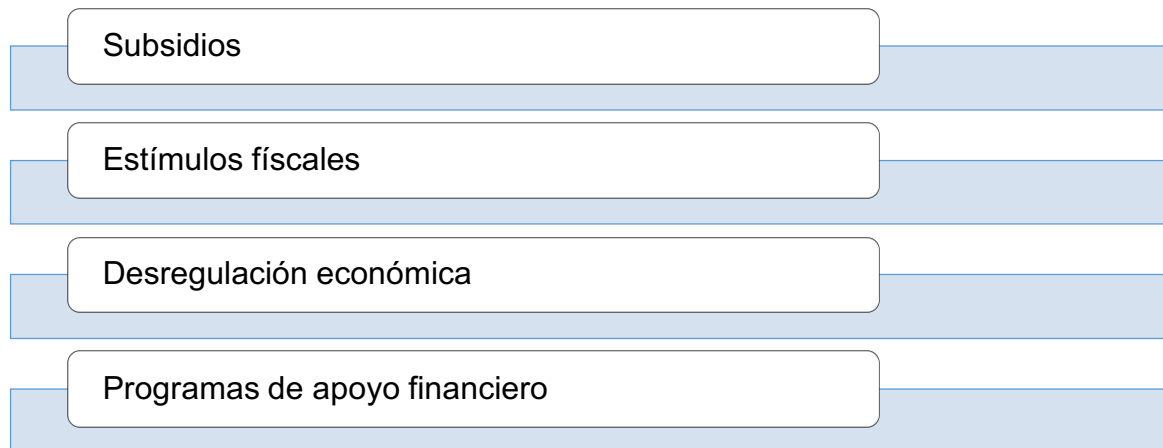 Subsidios
Estímulos físcales
Desregulación económica
Programas de apoyo financiero